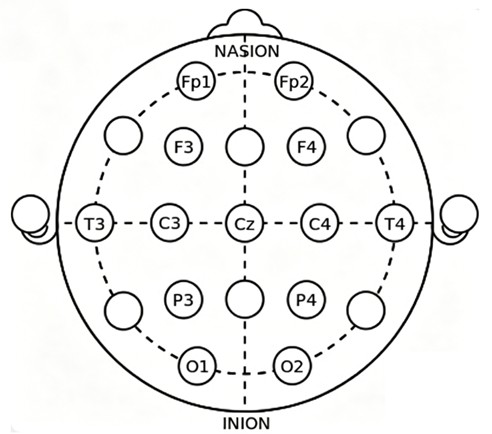 NASION
Fp1 Fp2
F3 F4
T3 C3 Cz C4 T4
P3 P4
O1 O2
INION